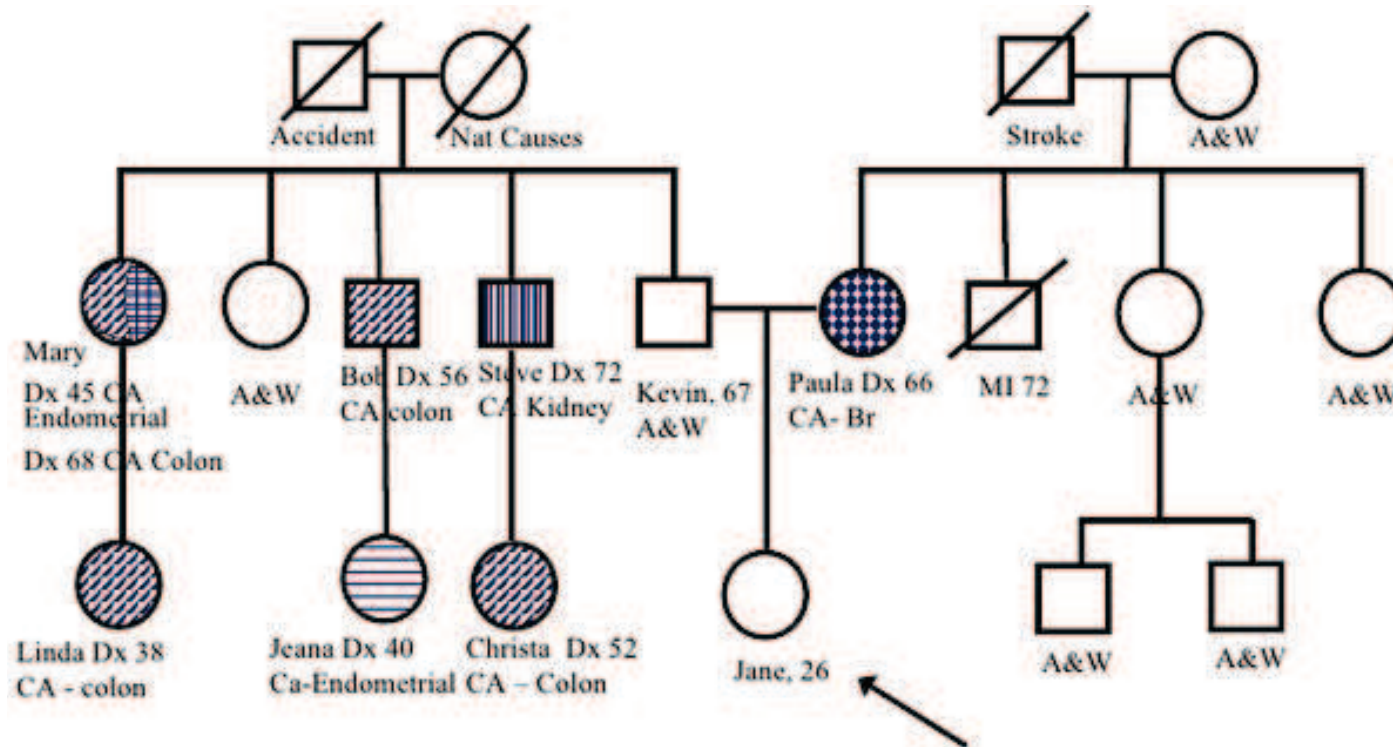 Accident
Nat Causes
Stroke
A&W
Mary
Dx 45 CA
Endometrial
Dx 68 CA Colon
A&W
Bob Dx 56
CA colon
Steve Dx 72
CA Kidney
Kevin, 67
A&W
Paula Dx 66
CA- Br
MI 72
A&W
A&W
Linda Dx 38
CA - colon
Jeana Dx 40
Ca-Endometrial
Christa Dx 52
CA – Colon
Jane, 26
A&W
A&W